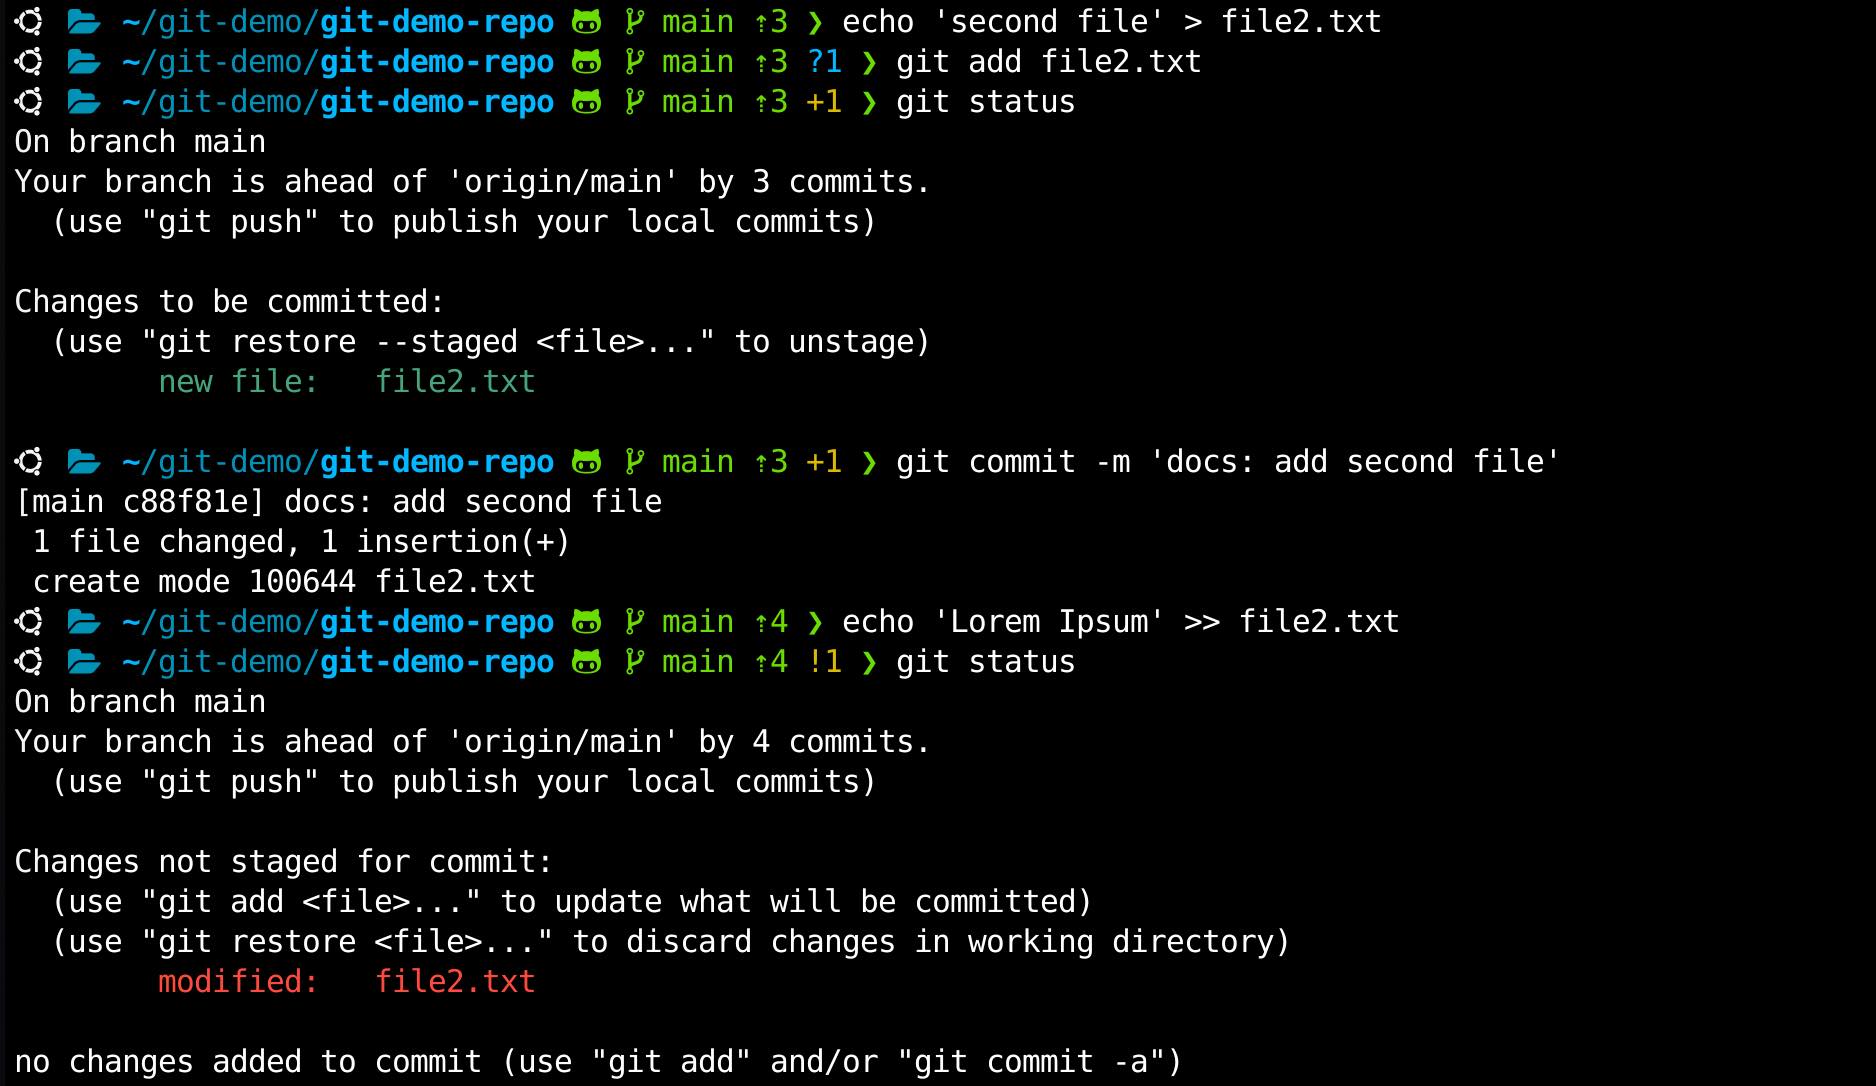 ~/git-demo/git-demo-repo main ⇡3 ❯ echo 'second file' > file2.txt
~/git-demo/git-demo-repo main ⇡3 ?1 ❯ git add file2.txt
~/git-demo/git-demo-repo main ⇡3 +1 ❯ git status
On branch main
Your branch is ahead of 'origin/main' by 3 commits.
  (use "git push" to publish your local commits)

Changes to be committed:
  (use "git restore --staged <file>..." to unstage)
        new file:   file2.txt

~/git-demo/git-demo-repo main ⇡3 +1 ❯ git commit -m 'docs: add second file'
[main c88f81e] docs: add second file
 1 file changed, 1 insertion(+)
 create mode 100644 file2.txt
~/git-demo/git-demo-repo main ⇡4 ❯ echo 'Lorem Ipsum' >> file2.txt
~/git-demo/git-demo-repo main ⇡4 !1 ❯ git status
On branch main
Your branch is ahead of 'origin/main' by 4 commits.
  (use "git push" to publish your local commits)

Changes not staged for commit:
  (use "git add <file>..." to update what will be committed)
  (use "git restore <file>..." to discard changes in working directory)
        modified:   file2.txt

no changes added to commit (use "git add" and/or "git commit -a")